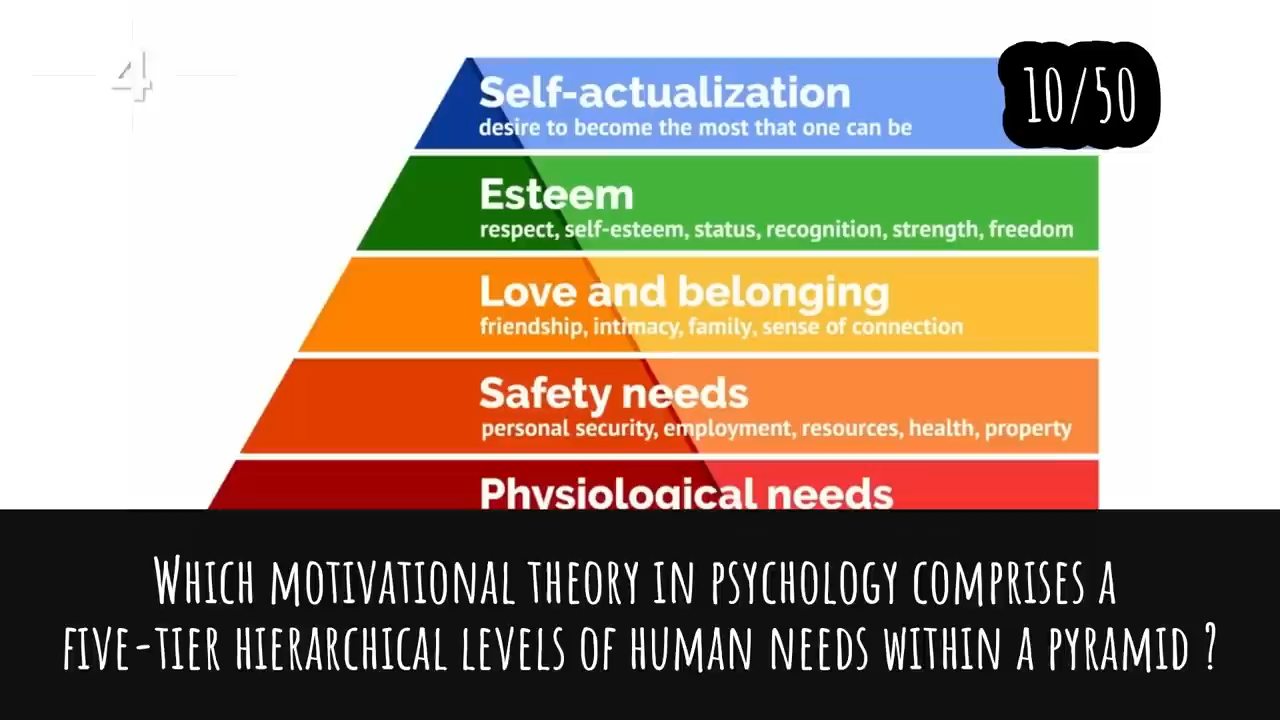 4
10/50
Self-actualization
desire to become the most that one can be
Esteem
respect, self-esteem, status, recognition, strength, freedom
Love and belonging
friendship, intimacy, family, sense of connection
Safety needs
personal security, employment, resources, health, property
Physiological needs
Which motivational theory in psychology comprises a
five-tier hierarchical levels of human needs within a pyramid ?